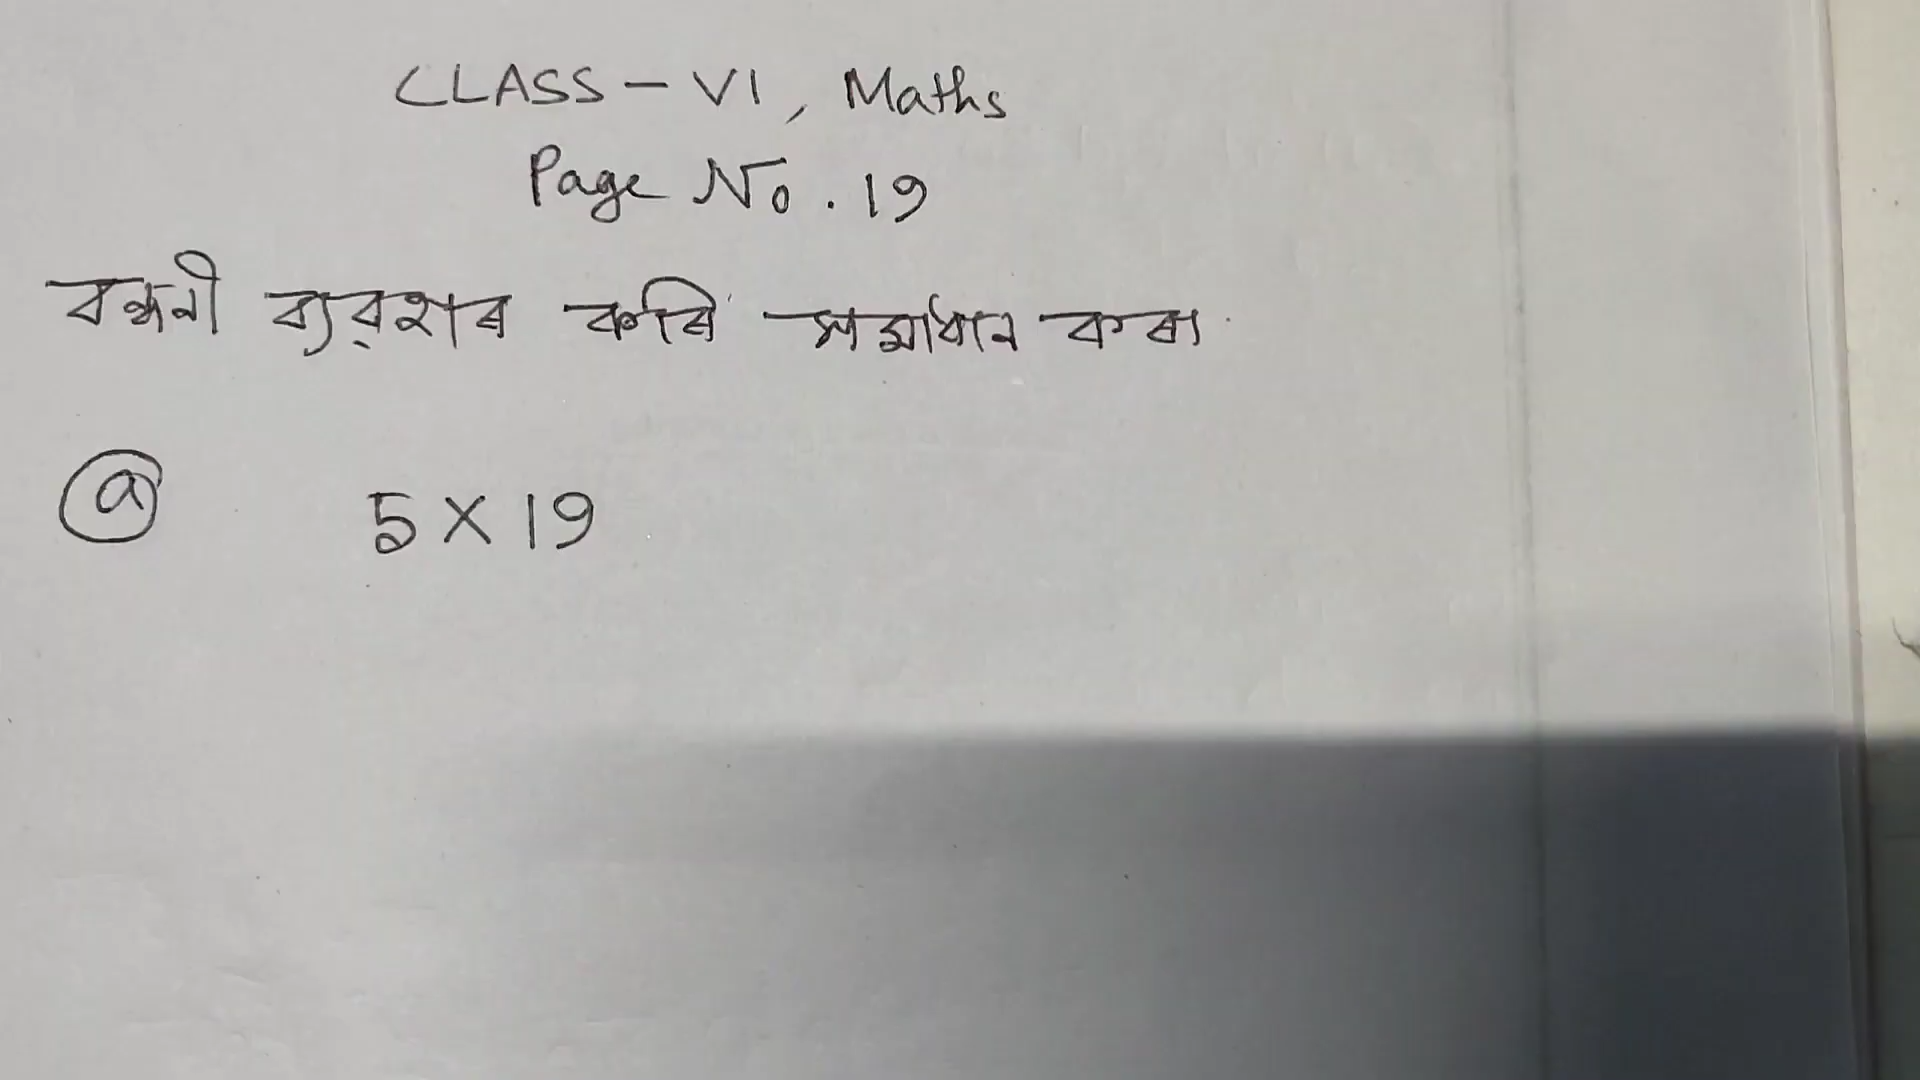 CLASS - VI, Maths
Page No. 19
বন্ধনী ব্যৱহাৰ কৰি সমাধান কৰা
(a) 5 × 19